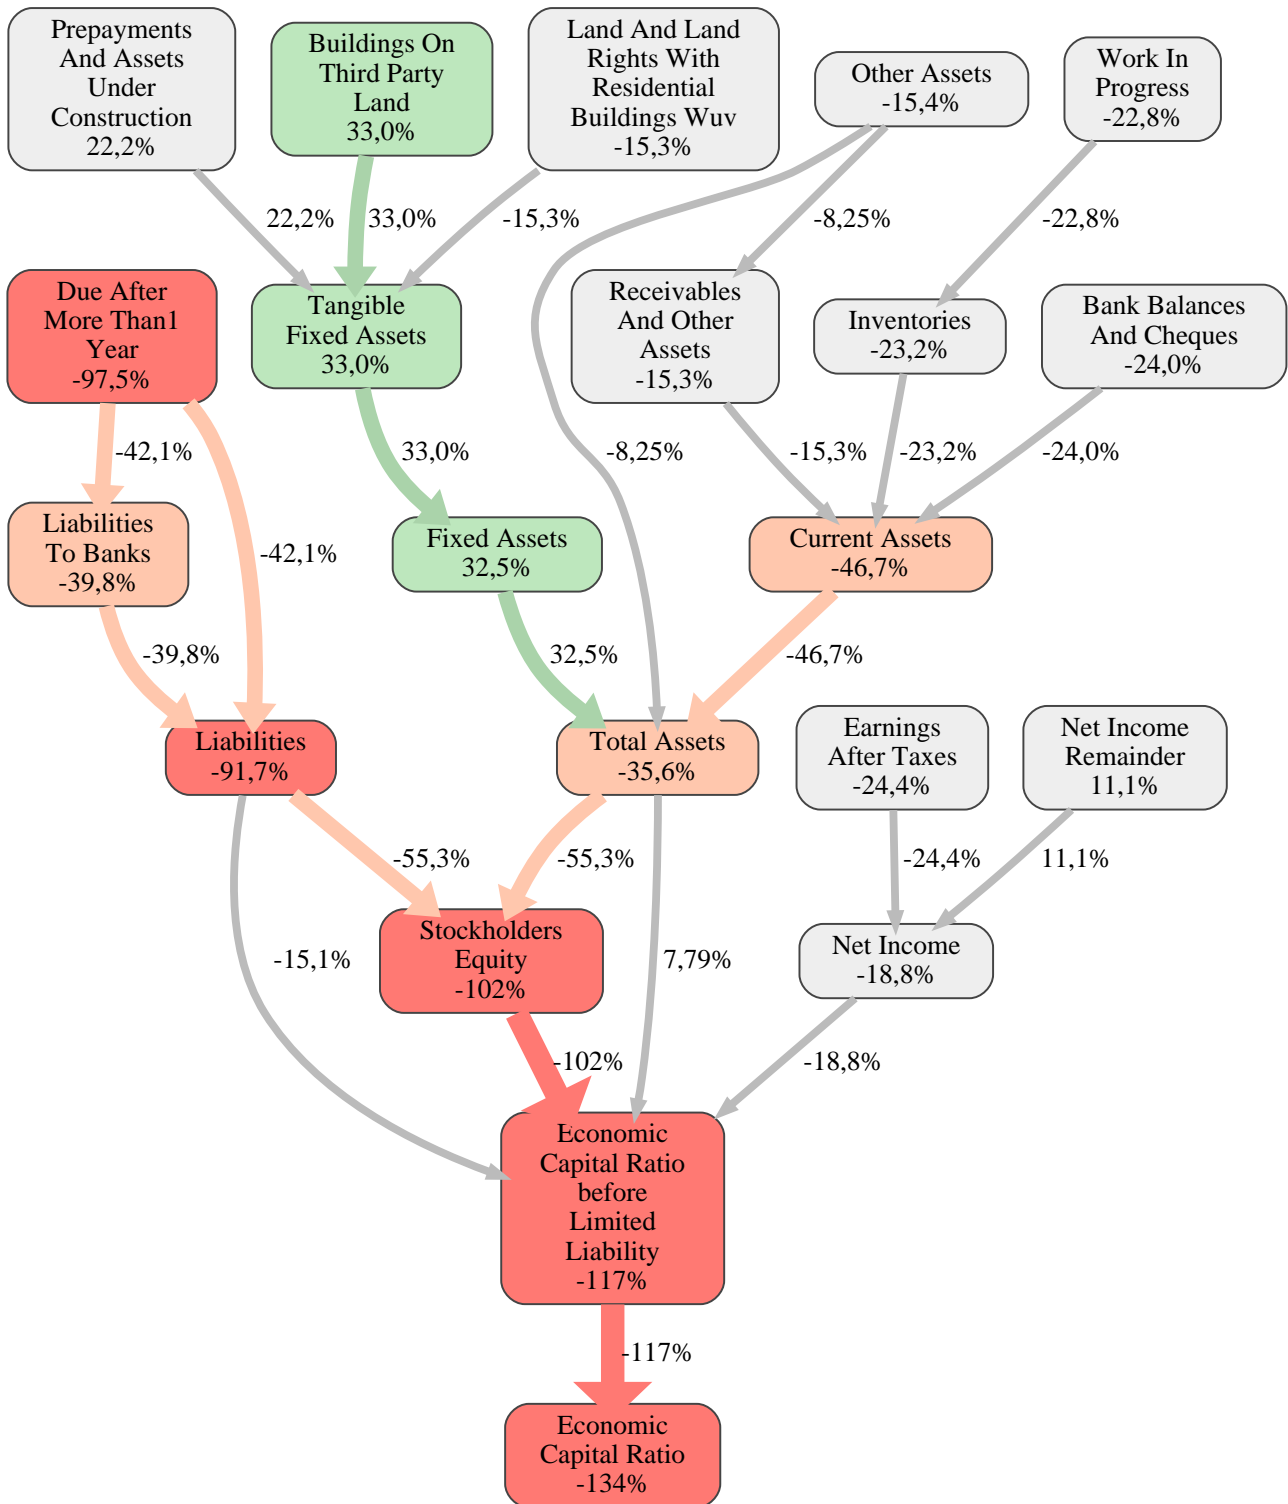 Prepayments
And Assets
Under
Construction
22,2%
Buildings On
Third Party
Land
33,0%
Land And Land
Rights With
Residential
Buildings Wuv
-15,3%
Other Assets
-15,4%
Work In
Progress
-22,8%
22,2%
33,0%
-15,3%
-8,25%
-22,8%
Due After
More Than1
Year
-97,5%
Tangible
Fixed Assets
33,0%
Receivables
And Other
Assets
-15,3%
Inventories
-23,2%
Bank Balances
And Cheques
-24,0%
-42,1%
33,0%
-8,25%
-15,3%
-23,2%
-24,0%
Liabilities
To Banks
-39,8%
-42,1%
Fixed Assets
32,5%
Current Assets
-46,7%
-39,8%
32,5%
-46,7%
Liabilities
-91,7%
Total Assets
-35,6%
Earnings
After Taxes
-24,4%
Net Income
Remainder
11,1%
-55,3%
-55,3%
-24,4%
11,1%
-15,1%
Stockholders
Equity
-102%
7,79%
Net Income
-18,8%
-102%
-18,8%
Economic
Capital Ratio
before
Limited
Liability
-117%
-117%
Economic
Capital Ratio
-134%